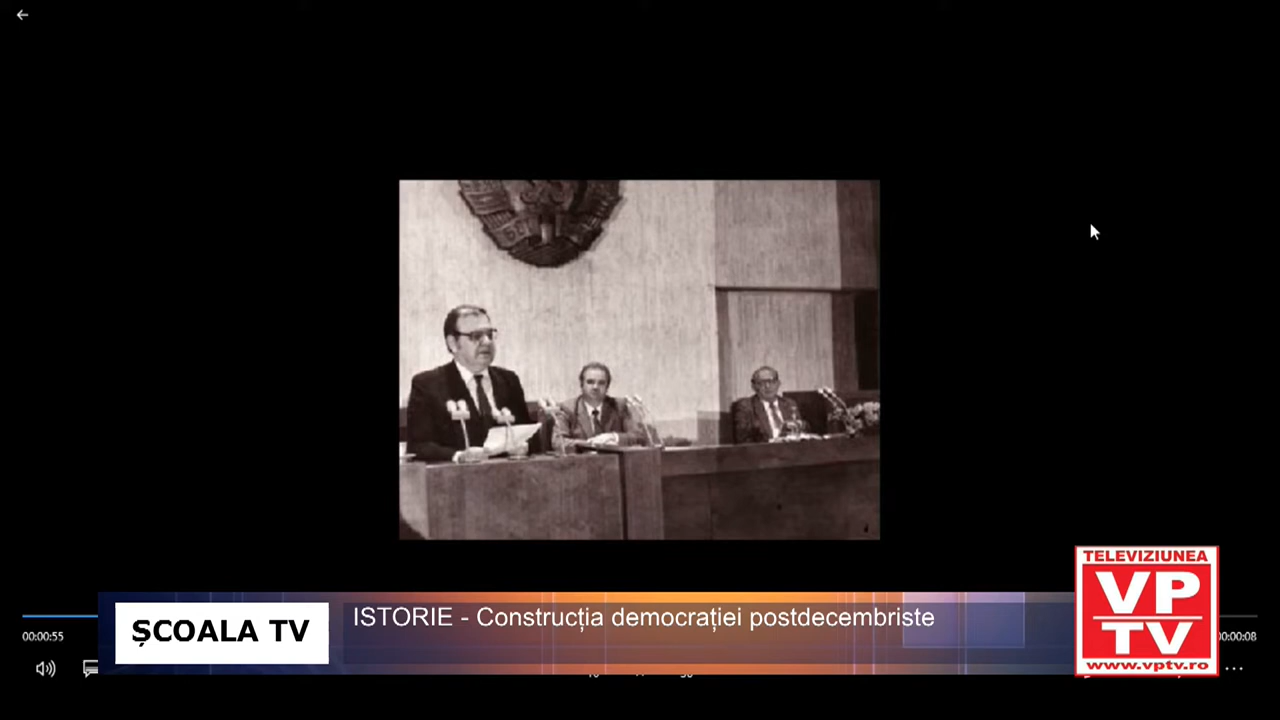 ȘCOALA TV
ISTORIE - Construcția democrației postdecembriste
TELEVIZIUNEA
VP
TV
www.vptv.ro
00:00:55
00:00:08